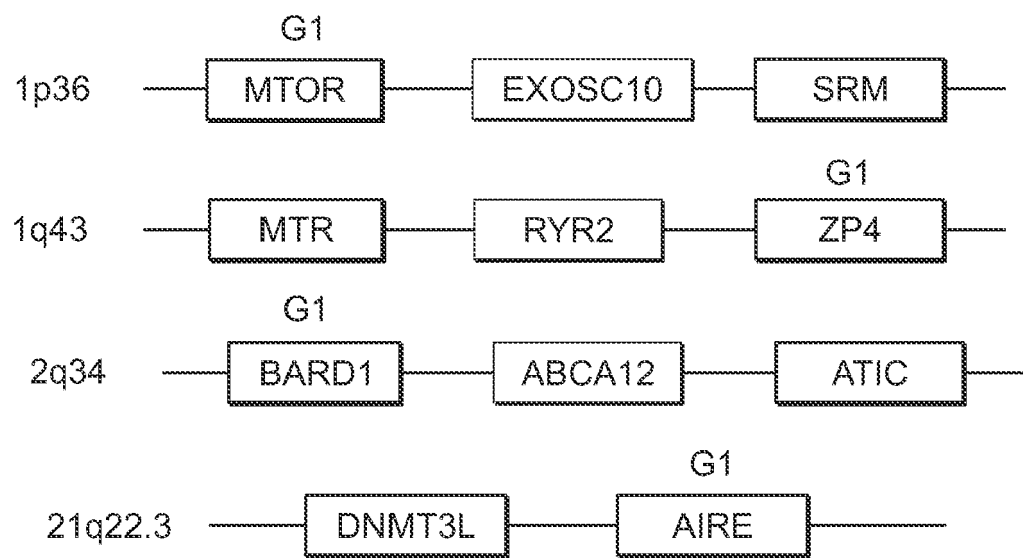 G1
1p36 MTOR EXOSC10 SRM
G1
1q43 MTR RYR2 ZP4
G1
2q34 BARD1 ABCA12 ATIC
G1
21q22.3 DNMT3L AIRE